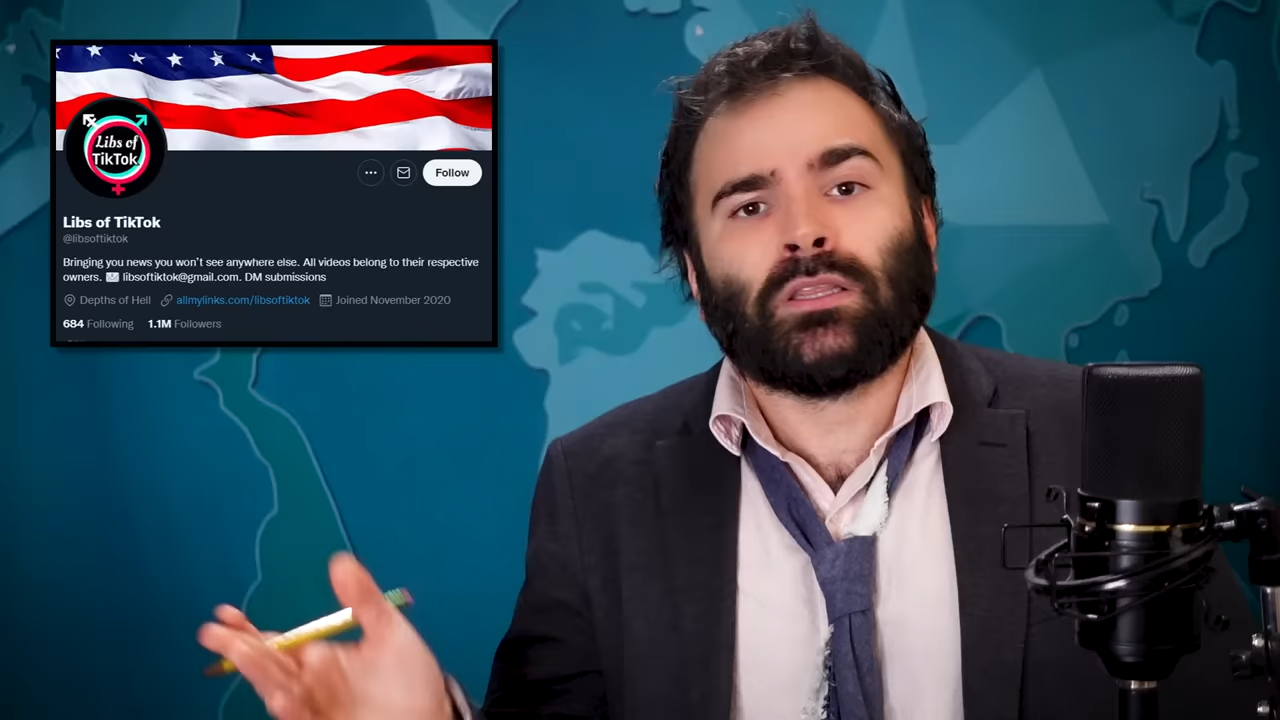 Libs of
TikTok
Follow
Libs of TikTok
@libsoftiktok
Bringing you news you won't see anywhere else. All videos belong to their respective
owners. 📨 libsoftiktok@gmail.com. DM submissions
Depths of Hell allmylinks.com/libsoftiktok Joined November 2020
684 Following 1.1M Followers